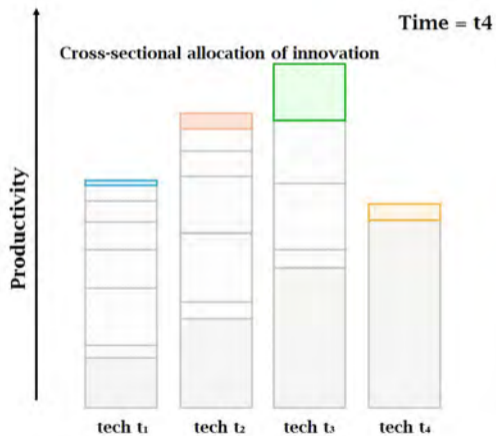 Time = t4
Cross-sectional allocation of innovation
Productivity
tech t₁
tech t₂
tech t₃
tech t₄